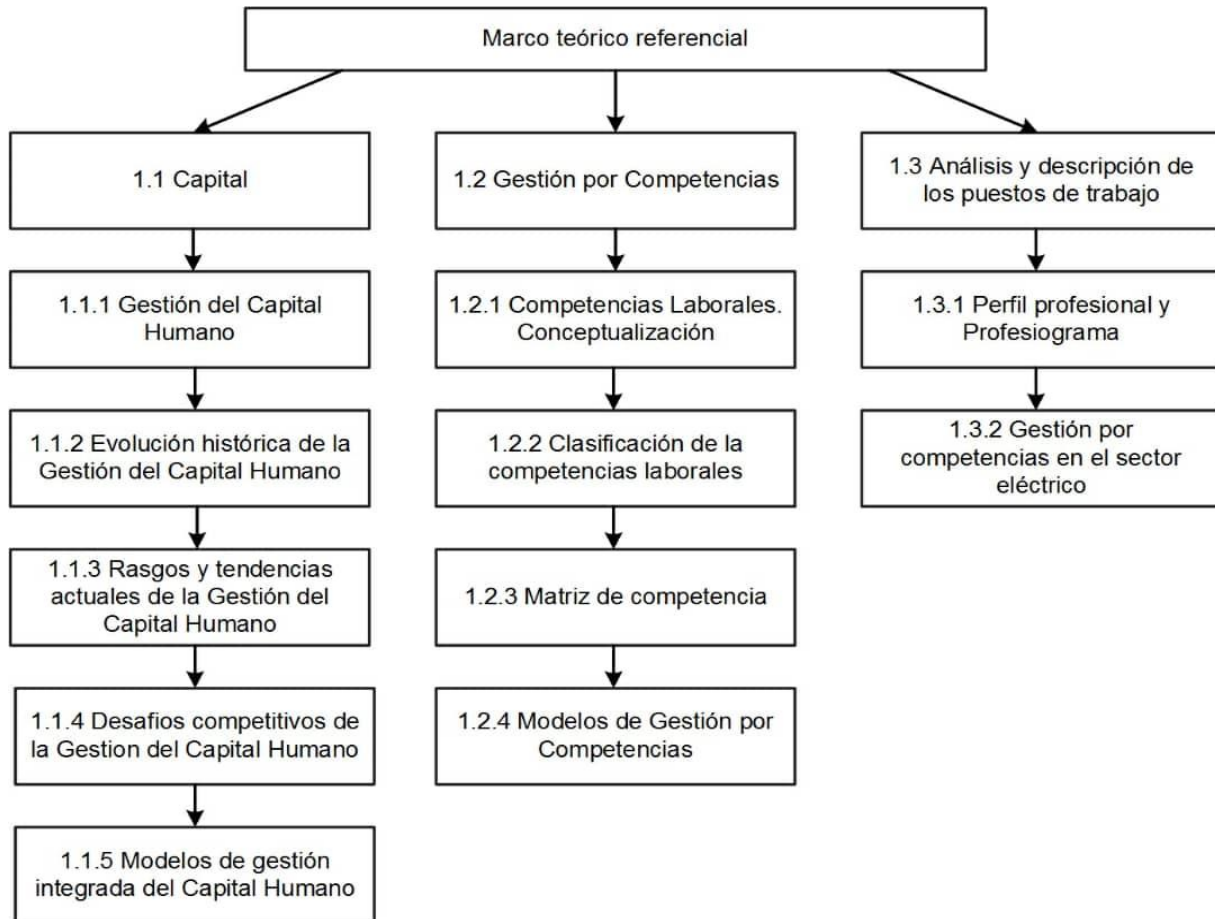 Marco teórico referencial
1.1 Capital
1.1.1 Gestión del Capital
Humano
1.1.2 Evolución histórica de la
Gestión del Capital Humano
1.1.3 Rasgos y tendencias
actuales de la Gestión del
Capital Humano
1.1.4 Desafios competitivos de
la Gestion del Capital Humano
1.1.5 Modelos de gestión
integrada del Capital Humano
1.2 Gestión por Competencias
1.2.1 Competencias Laborales.
Conceptualización
1.2.2 Clasificación de la
competencias laborales
1.2.3 Matriz de competencia
1.2.4 Modelos de Gestión por
Competencias
1.3 Análisis y descripción de
los puestos de trabajo
1.3.1 Perfil profesional y
Profesiograma
1.3.2 Gestión por
competencias en el sector
eléctrico